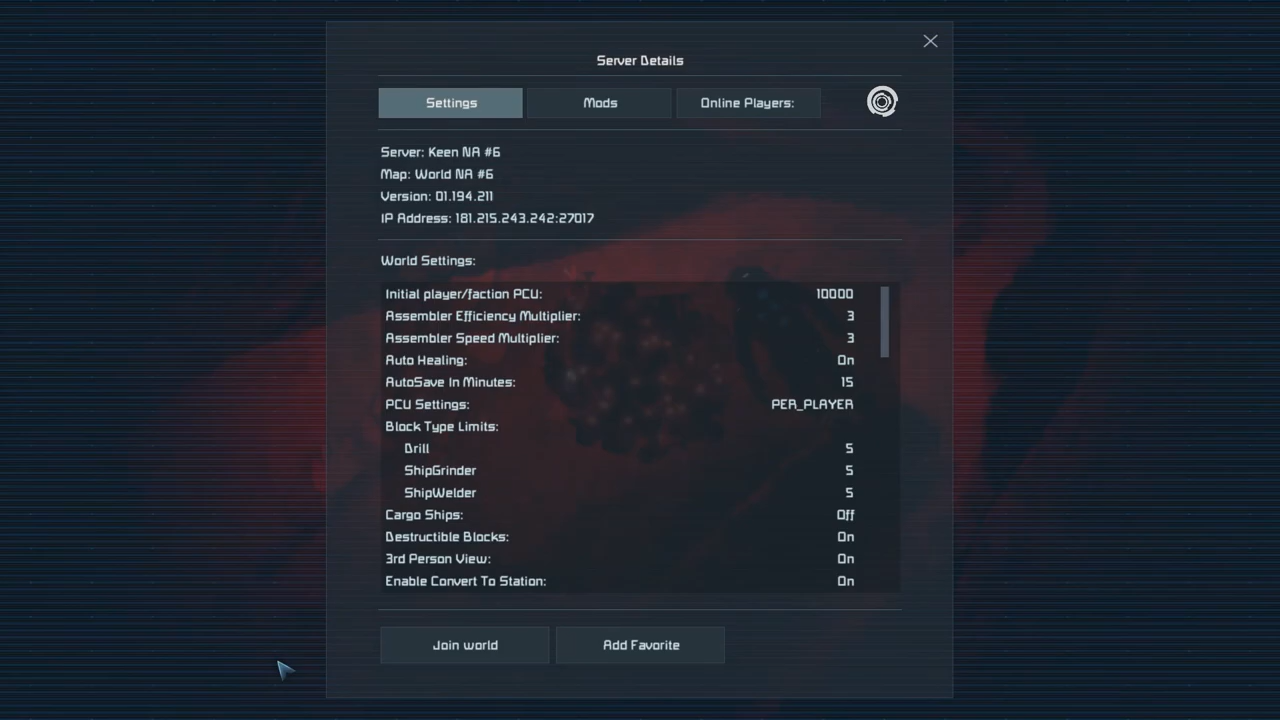 Server Details
Settings
Mods
Online Players:
Server: Keen NA #6
Map: World NA #6
Version: 01.194.211
IP Address: 181.215.243.242:27017
World Settings:
Initial player/faction PCU: 10000
Assembler Efficiency Multiplier: 3
Assembler Speed Multiplier: 3
Auto Healing: On
AutoSave In Minutes: 15
PCU Settings: PER_PLAYER
Block Type Limits:
Drill 5
ShipGrinder 5
ShipWelder 5
Cargo Ships: Off
Destructible Blocks: On
3rd Person View: On
Enable Convert To Station: On
Join world
Add Favorite